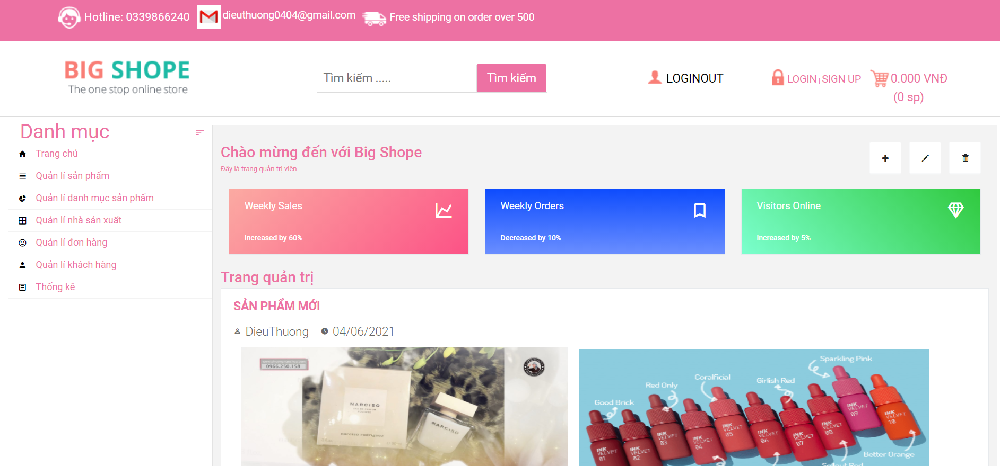 Hotline: 0339866240 dieuthuong0404@gmail.com Free shipping on order over 500
BIG SHOPE
The one stop online store
Tìm kiếm ..... Tìm kiếm
LOGINOUT
LOGIN | SIGN UP
0.000 VNĐ
(0 sp)
Danh mục
Trang chủ
Quản lí sản phẩm
Quản lí danh mục sản phẩm
Quản lí nhà sản xuất
Quản lí đơn hàng
Quản lí khách hàng
Thống kê
Chào mừng đến với Big Shope
Đây là trang quản trị viên
Weekly Sales
Increased by 60%
Weekly Orders
Decreased by 10%
Visitors Online
Increased by 5%
Trang quản trị
SẢN PHẨM MỚI
DieuThuong 04/06/2021
0966.250.158
NARCISO
EAU DE PARFUM
POUDRÉE
narciso rodriguez
NARCISO
Sparkling Pink
Girlish Red
Coralficial
Red Only
Good Brick
INK VELVET 01
INK VELVET 02
INK VELVET 03
INK VELVET 04
INK VELVET 05
INK VELVET 06
INK VELVET 07
INK VELVET 08
INK VELVET 09
INK VELVET 10
Better Orange